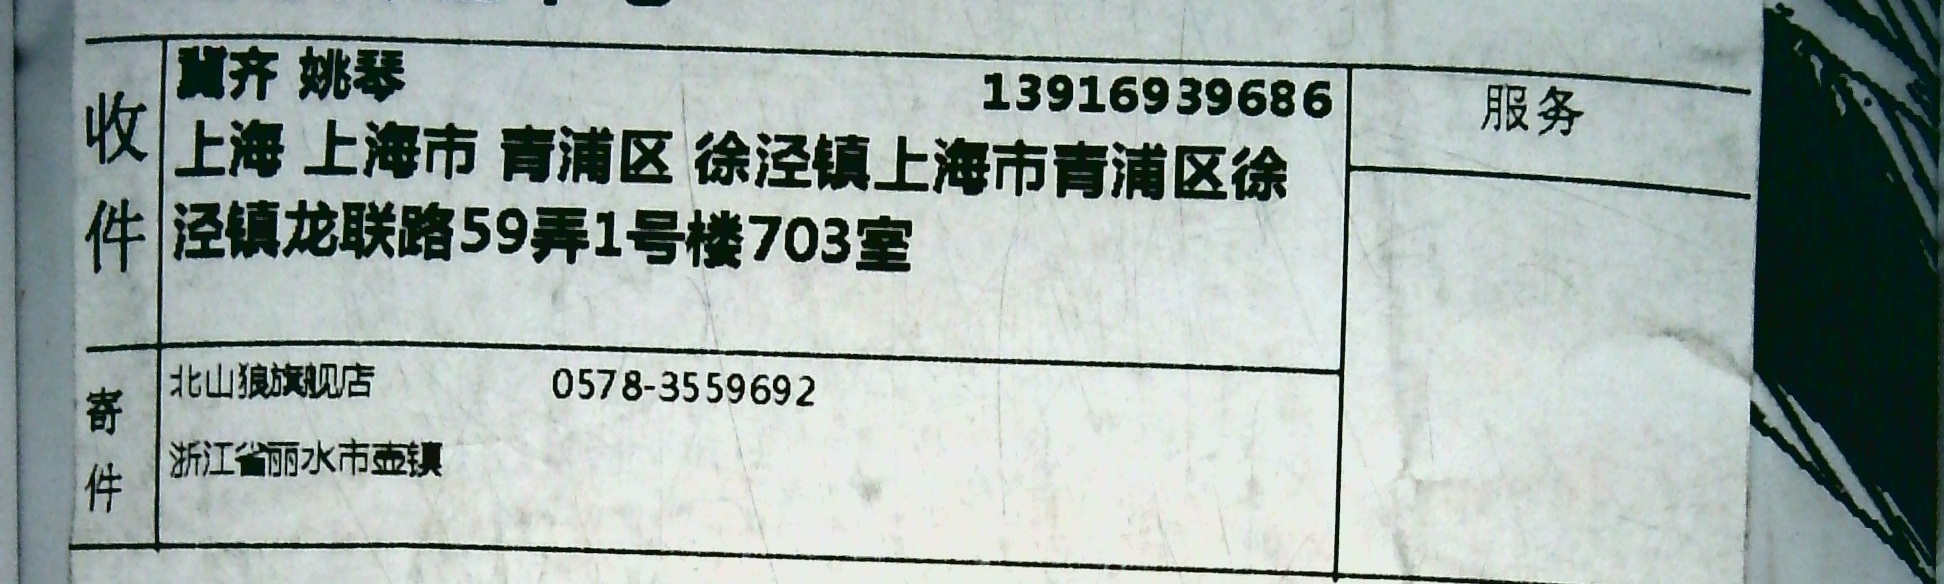 收件
冀齐 姚琴 13916939686
上海 上海市 青浦区 徐泾镇上海市青浦区徐
泾镇龙联路59弄1号楼703室
服务
寄件
北山狼旗舰店 0578-3559692
浙江省丽水市壶镇